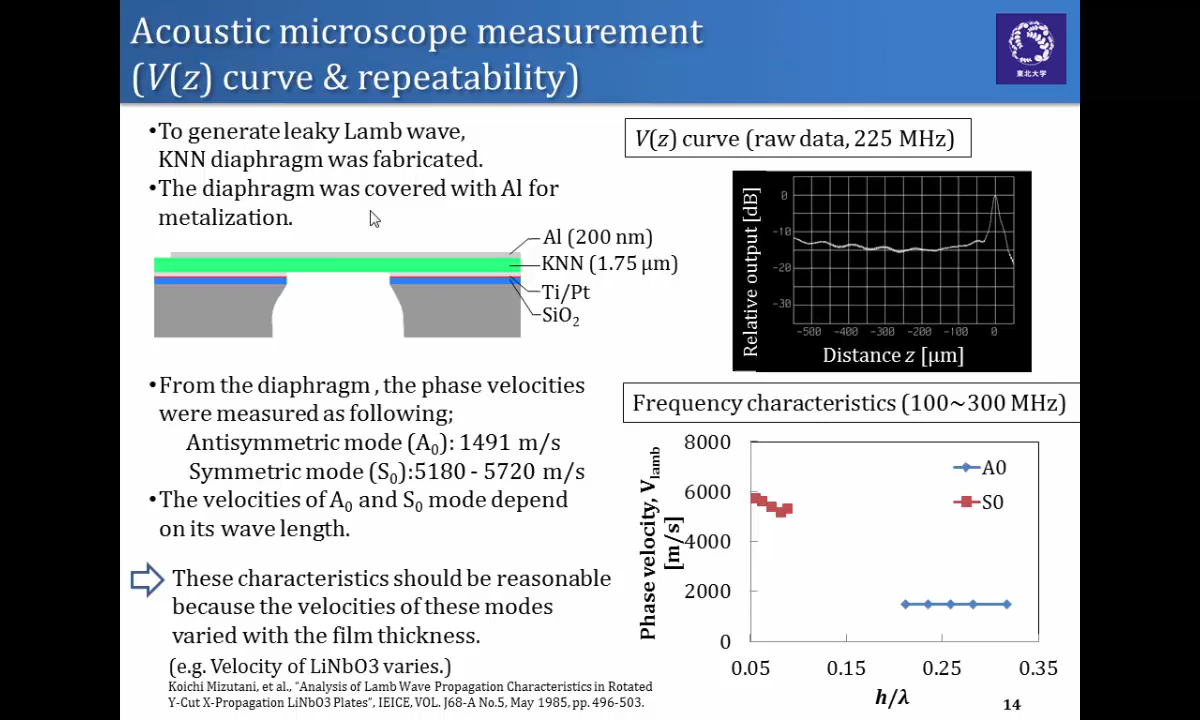 Acoustic microscope measurement
(V(z) curve & repeatability)
東北大学
•To generate leaky Lamb wave,
KNN diaphragm was fabricated.
•The diaphragm was covered with Al for
metalization.
Al (200 nm)
KNN (1.75 μm)
Ti/Pt
SiO₂
•From the diaphragm , the phase velocities
were measured as following;
Antisymmetric mode (A₀): 1491 m/s
Symmetric mode (S₀):5180 - 5720 m/s
•The velocities of A₀ and S₀ mode depend
on its wave length.
These characteristics should be reasonable
because the velocities of these modes
varied with the film thickness.
(e.g. Velocity of LiNbO3 varies.)
Koichi Mizutani, et al., "Analysis of Lamb Wave Propagation Characteristics in Rotated
Y-Cut X-Propagation LiNbO3 Plates", IEICE, VOL. J68-A No.5, May 1985, pp. 496-503.
V(z) curve (raw data, 225 MHz)
Relative output [dB]
0
-10
-20
-30
-500 -400 -300 -200 -100 0
Distance z [μm]
Frequency characteristics (100~300 MHz)
Phase velocity, Vlamb
[m/s]
8000
6000
4000
2000
0
A0
S0
0.05 0.15 0.25 0.35
h/λ
14